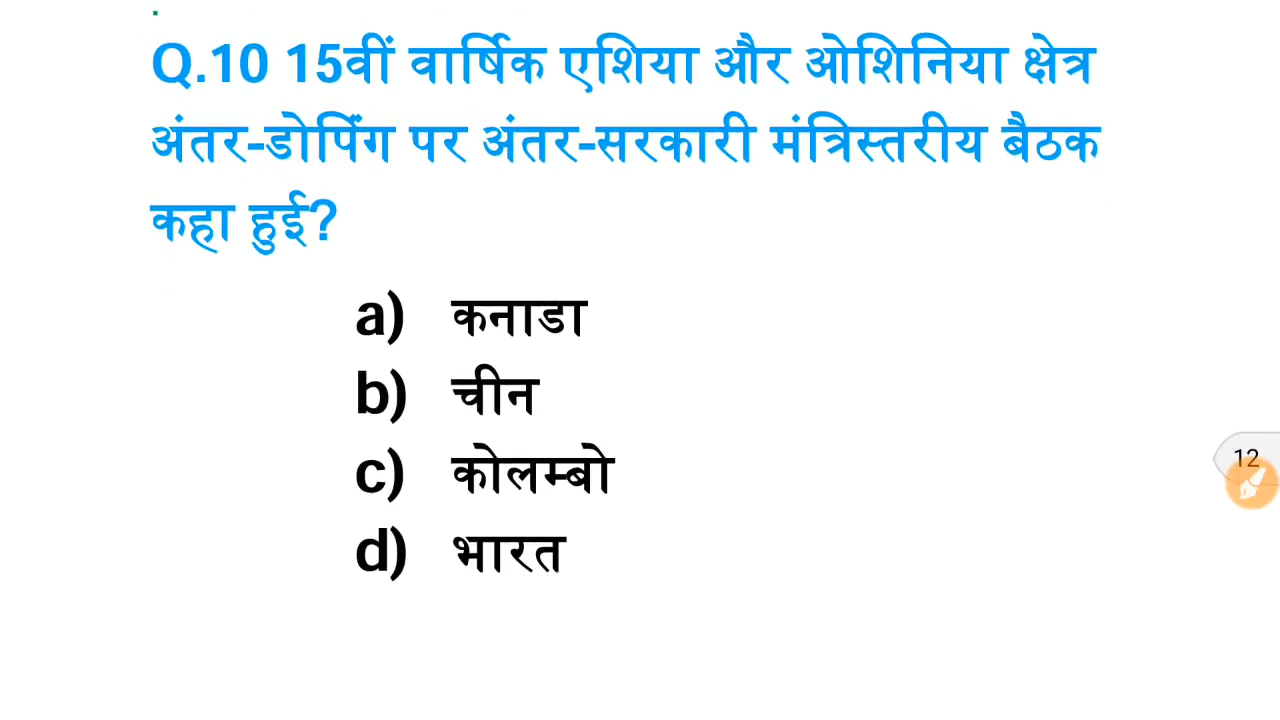 Q.10 15वीं वार्षिक एशिया और ओशिनिया क्षेत्र
अंतर-डोपिंग पर अंतर-सरकारी मंत्रिस्तरीय बैठक
कहा हुई?
a) कनाडा
b) चीन
c) कोलम्बो
12
d) भारत